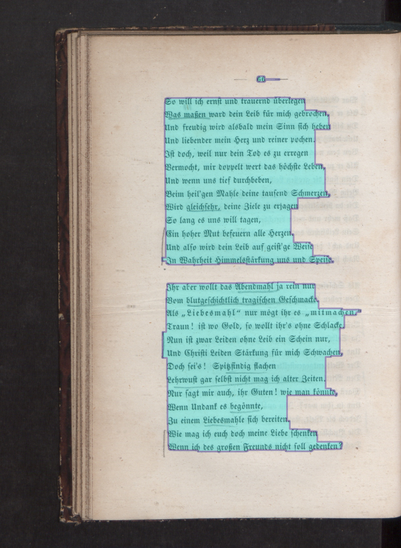 So will ich ernst und trauernd überlegen
Was maßen ward dein Leib für mich gebrochen,
Und freudig wird alsbald mein Sinn sich heben
Und liebender mein Herz und reiner pochen.
Ist doch, weil nur dein Tod es zu erregen
Vermocht, mir doppelt wert das höchste Leben,
Und wenn uns tief durchbeben,
Beim heil'gen Mahle deine tausend Schmerzen,
Wird gleichsehr, deine Ziele zu erjagen
So lang es uns will tagen,
Ein hoher Mut befeuern alle Herzen,
Und also wird dein Leib auf geist'ge Weise
In Wahrheit Himmelsstärkung uns und Speise.
Ihr aber wollt das Abendmahl ja rein nur
Vom blutgeschichtlich tragischen Geschmacke,
Als „Liebesmahl“ nur mögt ihr es „mitmachen.“
Traun! ist wo Gold, so wollt ihr's ohne Schlacke,
Nun ist zwar Leiden ohne Leid ein Schein nur,
Und Christi Leiden Stärkung für mich Schwachen,
Doch sei's! Spitzfindig flachen
Lehrwust gar selbst nicht mag ich alter Zeiten.
Nur sagt mir auch, ihr Guten! wie man könnte,
Wenn Undank es begönnte,
Zu einem Liebesmahle sich bereiten,
Wie mag ich euch doch meine Liebe schenken
Wenn ich des großen Freunds nicht soll gedenken?